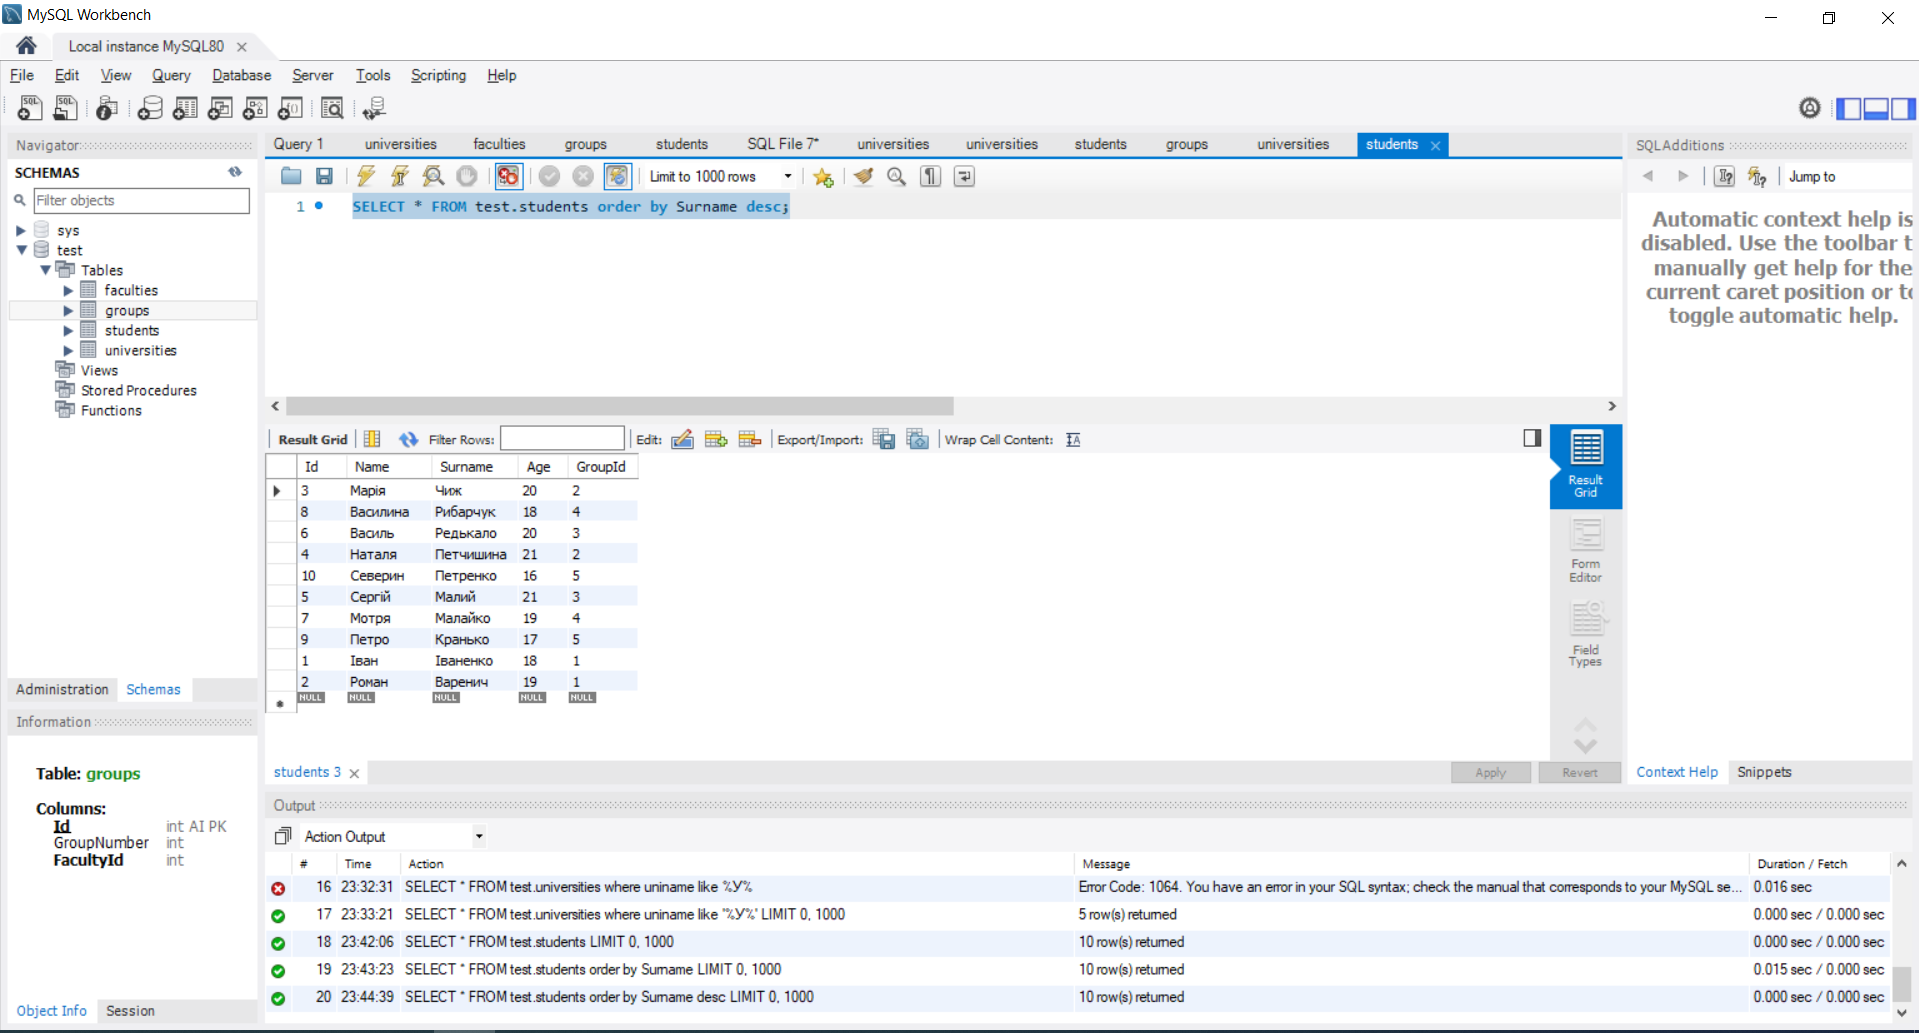 MySQL Workbench
Local instance MySQL80
File Edit View Query Database Server Tools Scripting Help
Navigator
SCHEMAS
Filter objects
sys
test
Tables
faculties
groups
students
universities
Views
Stored Procedures
Functions
Administration Schemas
Information
Table: groups
Columns:
Id int AI PK
GroupNumber int
FacultyId int
Object Info Session
Query 1 universities faculties groups students SQL File 7* universities universities students groups universities students
Limit to 1000 rows
1 SELECT * FROM test.students order by Surname desc;
Result Grid Filter Rows: Edit: Export/Import: Wrap Cell Content:
Id Name Surname Age GroupId
3 Марія Чиж 20 2
8 Василина Рибарчук 18 4
6 Василь Редькало 20 3
4 Наталя Петчишина 21 2
10 Северин Петренко 16 5
5 Сергій Малий 21 3
7 Мотря Малайко 19 4
9 Петро Кранько 17 5
1 Іван Іваненко 18 1
2 Роман Варенич 19 1
NULL NULL NULL NULL NULL
Result
Grid
Form
Editor
Field
Types
students 3
Apply Revert
SQLAdditions
Jump to
Automatic context help is
disabled. Use the toolbar t
manually get help for the
current caret position or to
toggle automatic help.
Context Help Snippets
Output
Action Output
# Time Action Message Duration / Fetch
16 23:32:31 SELECT * FROM test.universities where uniname like %У% Error Code: 1064. You have an error in your SQL syntax; check the manual that corresponds to your MySQL se... 0.016 sec
17 23:33:21 SELECT * FROM test.universities where uniname like '%У%' LIMIT 0, 1000 5 row(s) returned 0.000 sec / 0.000 sec
18 23:42:06 SELECT * FROM test.students LIMIT 0, 1000 10 row(s) returned 0.000 sec / 0.000 sec
19 23:43:23 SELECT * FROM test.students order by Surname LIMIT 0, 1000 10 row(s) returned 0.015 sec / 0.000 sec
20 23:44:39 SELECT * FROM test.students order by Surname desc LIMIT 0, 1000 10 row(s) returned 0.000 sec / 0.000 sec